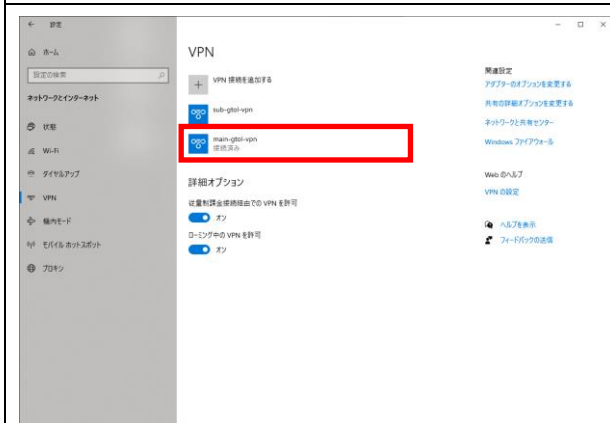 設定
ホーム
設定の検索
ネットワークとインターネット
状態
Wi-Fi
ダイヤルアップ
VPN
機内モード
モバイル ホットスポット
プロキシ
VPN
VPN 接続を追加する
sub-gtol-vpn
main-gtol-vpn
接続済み
詳細オプション
従量制課金接続経由での VPN を許可
オン
ローミング中の VPN を許可
オン
関連設定
アダプターのオプションを変更する
共有の詳細オプションを変更する
ネットワークと共有センター
Windows ファイアウォール
Web のヘルプ
VPN の設定
ヘルプを表示
フィードバックの送信